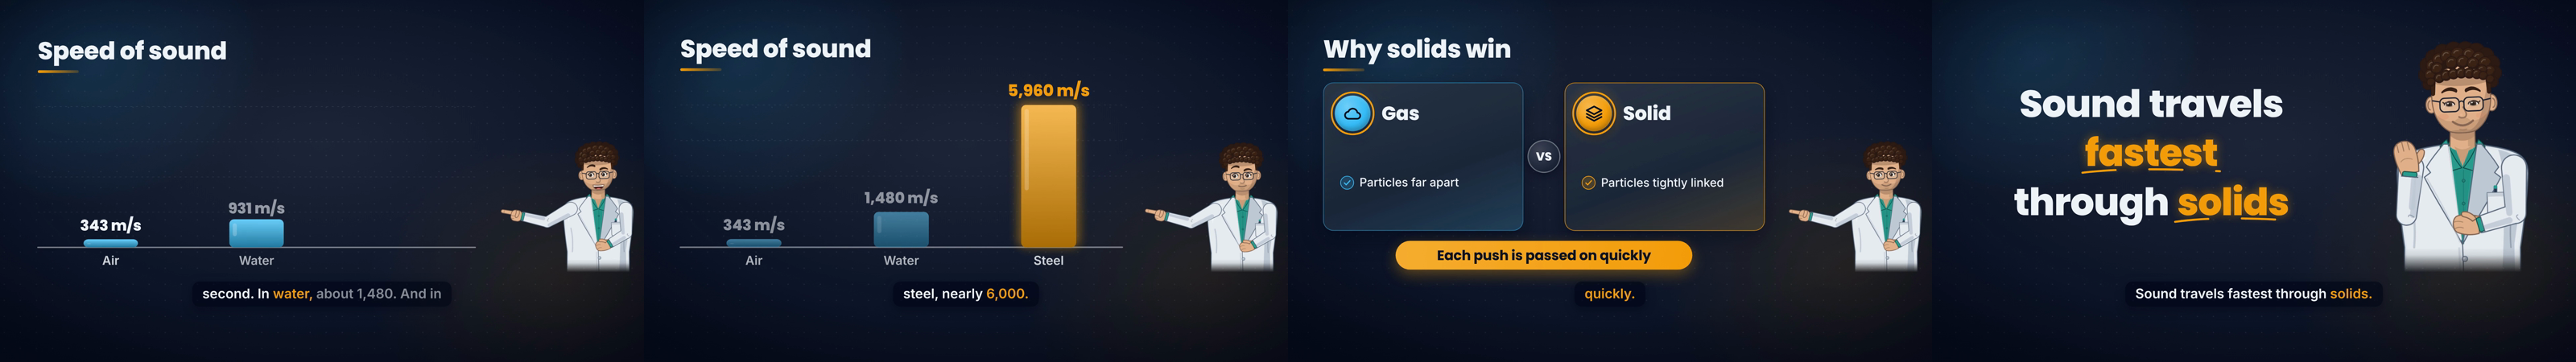 Speed of sound
343 m/s
931 m/s
Air
Water
second. In water, about 1,480. And in
Speed of sound
5,960 m/s
1,480 m/s
343 m/s
Air
Water
Steel
steel, nearly 6,000.
Why solids win
Gas
Particles far apart
VS
Solid
Particles tightly linked
Each push is passed on quickly
quickly.
Sound travels
fastest
through solids
Sound travels fastest through solids.